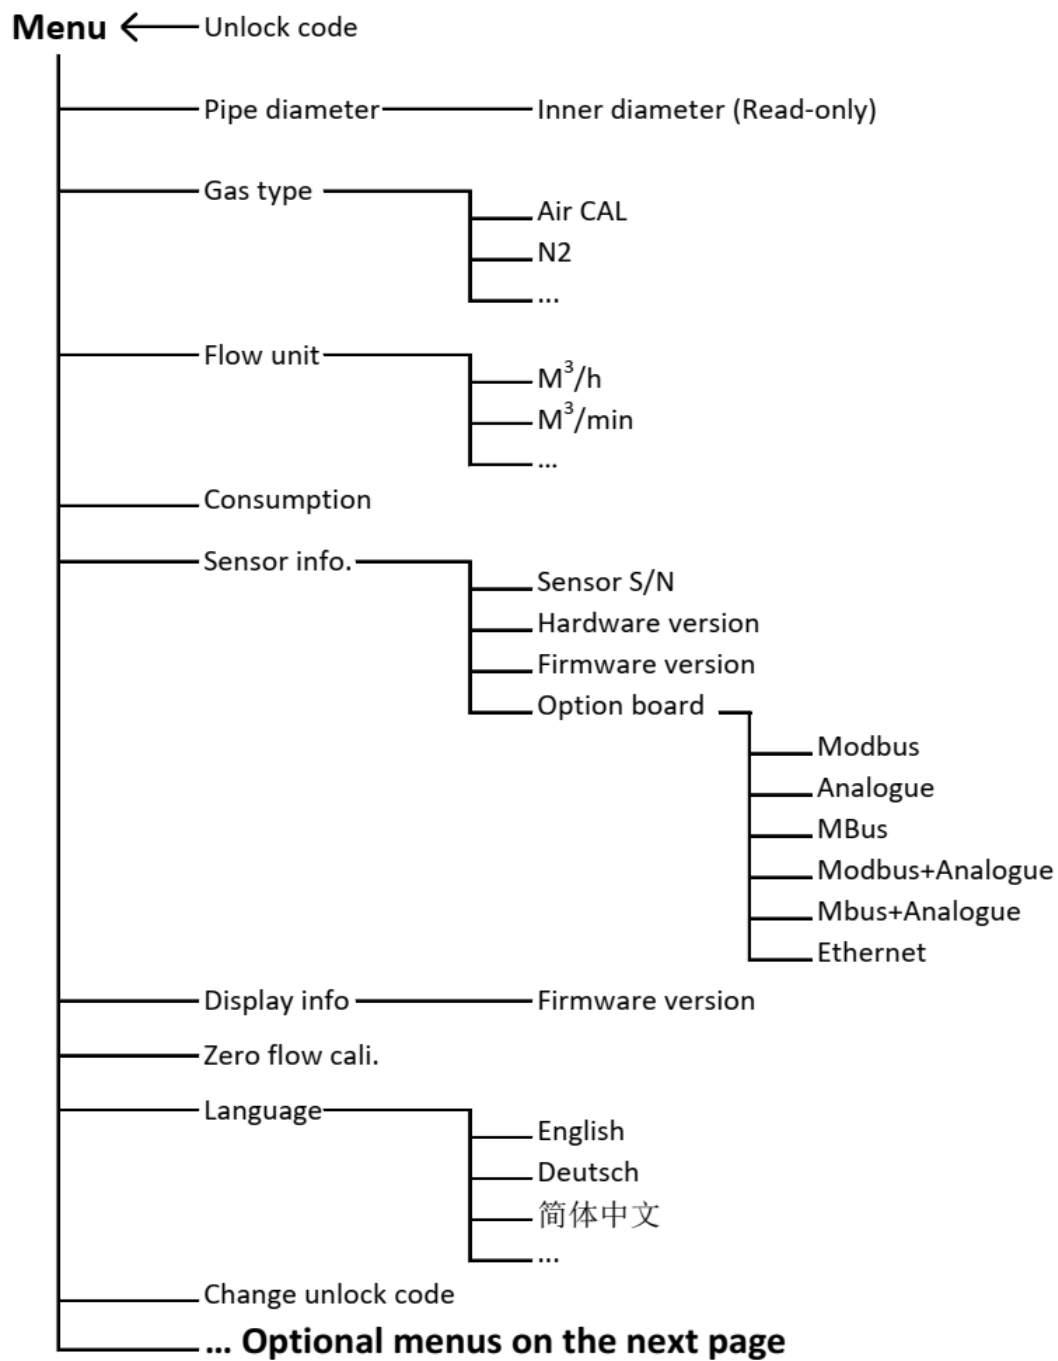 Menu Unlock code
Pipe diameter Inner diameter (Read-only)
Gas type
Air CAL
N2
...
Flow unit
M³/h
M³/min
...
Consumption
Sensor info.
Sensor S/N
Hardware version
Firmware version
Option board
Modbus
Analogue
MBus
Modbus+Analogue
Mbus+Analogue
Ethernet
Display info Firmware version
Zero flow cali.
Language
English
Deutsch
简体中文
...
Change unlock code
... Optional menus on the next page